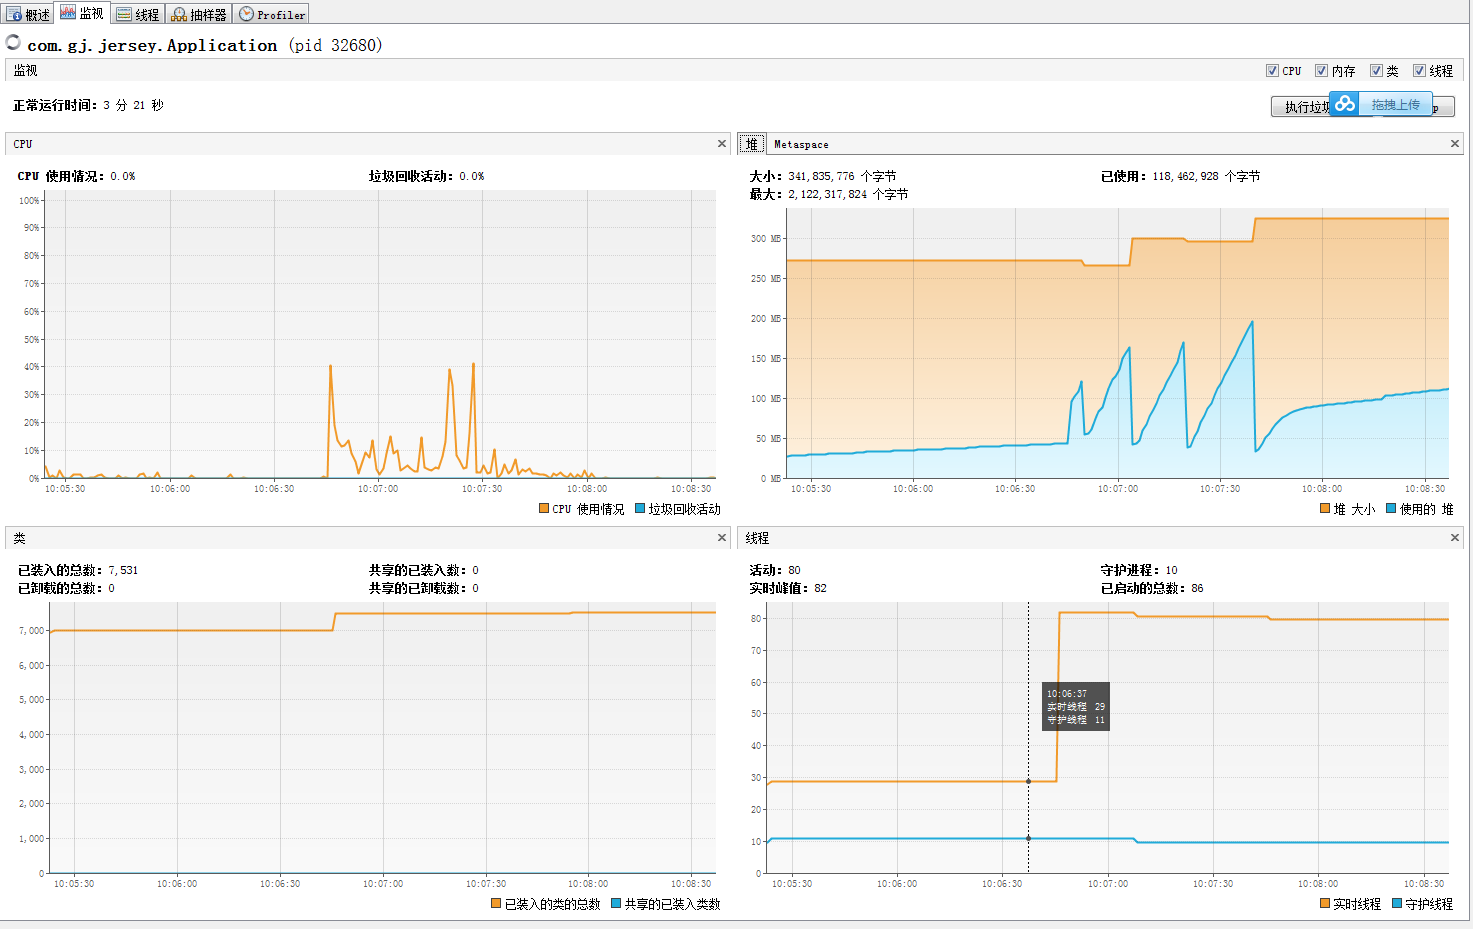 概述 监视 线程 抽样器 Profiler
com.gj.jersey.Application (pid 32680)
监视 CPU 内存 类 线程
正常运行时间: 3 分 21 秒
执行垃圾 拖拽上传 p
CPU
CPU 使用情况: 0.0% 垃圾回收活动: 0.0%
100%
90%
80%
70%
60%
50%
40%
30%
20%
10%
0%
10:05:30 10:06:00 10:06:30 10:07:00 10:07:30 10:08:00 10:08:30
CPU 使用情况 垃圾回收活动
堆 Metaspace
大小: 341,835,776 个字节 已使用: 118,462,928 个字节
最大: 2,122,317,824 个字节
300 MB
250 MB
200 MB
150 MB
100 MB
50 MB
0 MB
10:05:30 10:06:00 10:06:30 10:07:00 10:07:30 10:08:00 10:08:30
堆 大小 使用的 堆
类
已装入的总数: 7,531 共享的已装入数: 0
已卸载的总数: 0 共享的已卸载数: 0
7,000
6,000
5,000
4,000
3,000
2,000
1,000
0
10:05:30 10:06:00 10:06:30 10:07:00 10:07:30 10:08:00 10:08:30
已装入的类的总数 共享的已装入类数
线程
活动: 80 守护进程: 10
实时峰值: 82 已启动的总数: 86
80
70
60
50
40
30
20
10
0
10:06:37
实时线程 29
守护线程 11
10:05:30 10:06:00 10:06:30 10:07:00 10:07:30 10:08:00 10:08:30
实时线程 守护线程